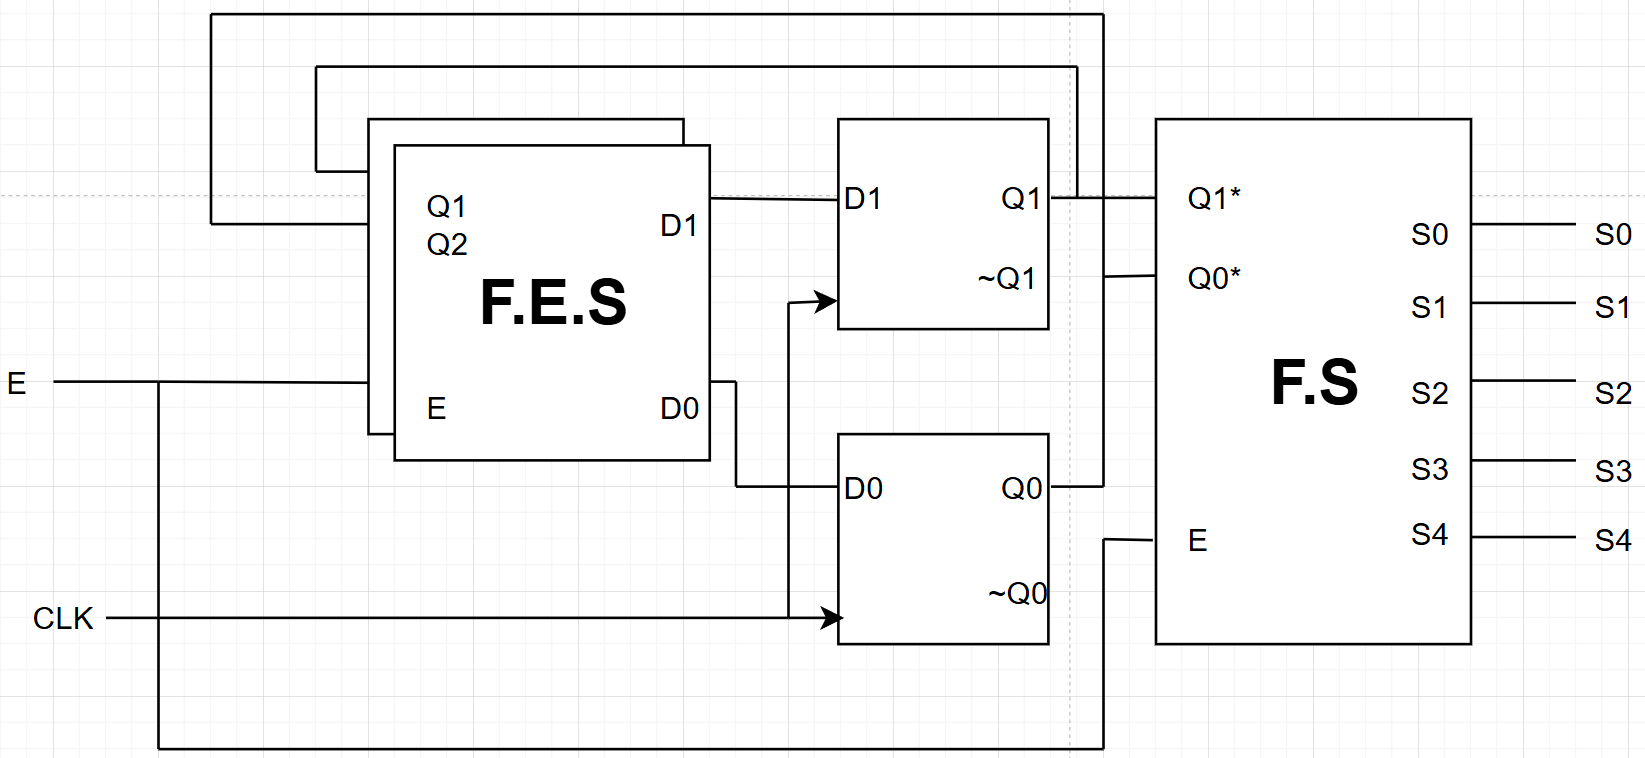 Q1
Q2
D1
F.E.S
E
D0
E
CLK
D1
Q1
~Q1
D0
Q0
~Q0
Q1*
Q0*
F.S
E
S0
S1
S2
S3
S4
S0
S1
S2
S3
S4